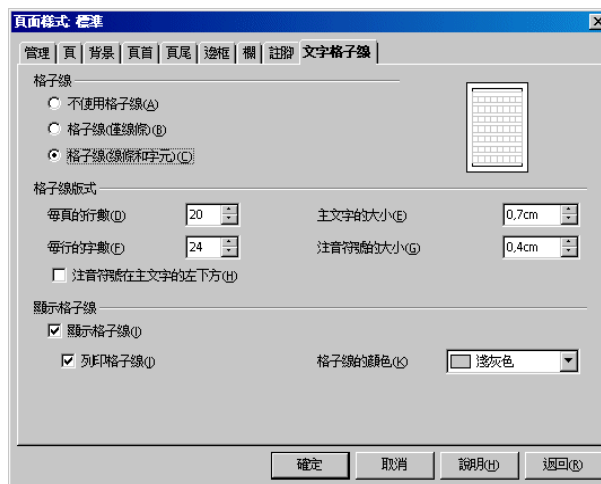 頁面樣式: 標準
管理 頁 背景 頁首 頁尾 邊框 欄 註腳 文字格子線
格子線
不使用格子線(A)
格子線(僅線條)(B)
格子線(線條和字元)(C)
格子線版式
每頁的行數(D) 20 主文字的大小(E) 0,7cm
每行的字數(F) 24 注音符號的大小(G) 0,4cm
注音符號在主文字的左下方(H)
顯示格子線
顯示格子線(I)
列印格子線(J) 格子線的顏色(K) 淺灰色
確定 取消 說明(H) 返回(R)